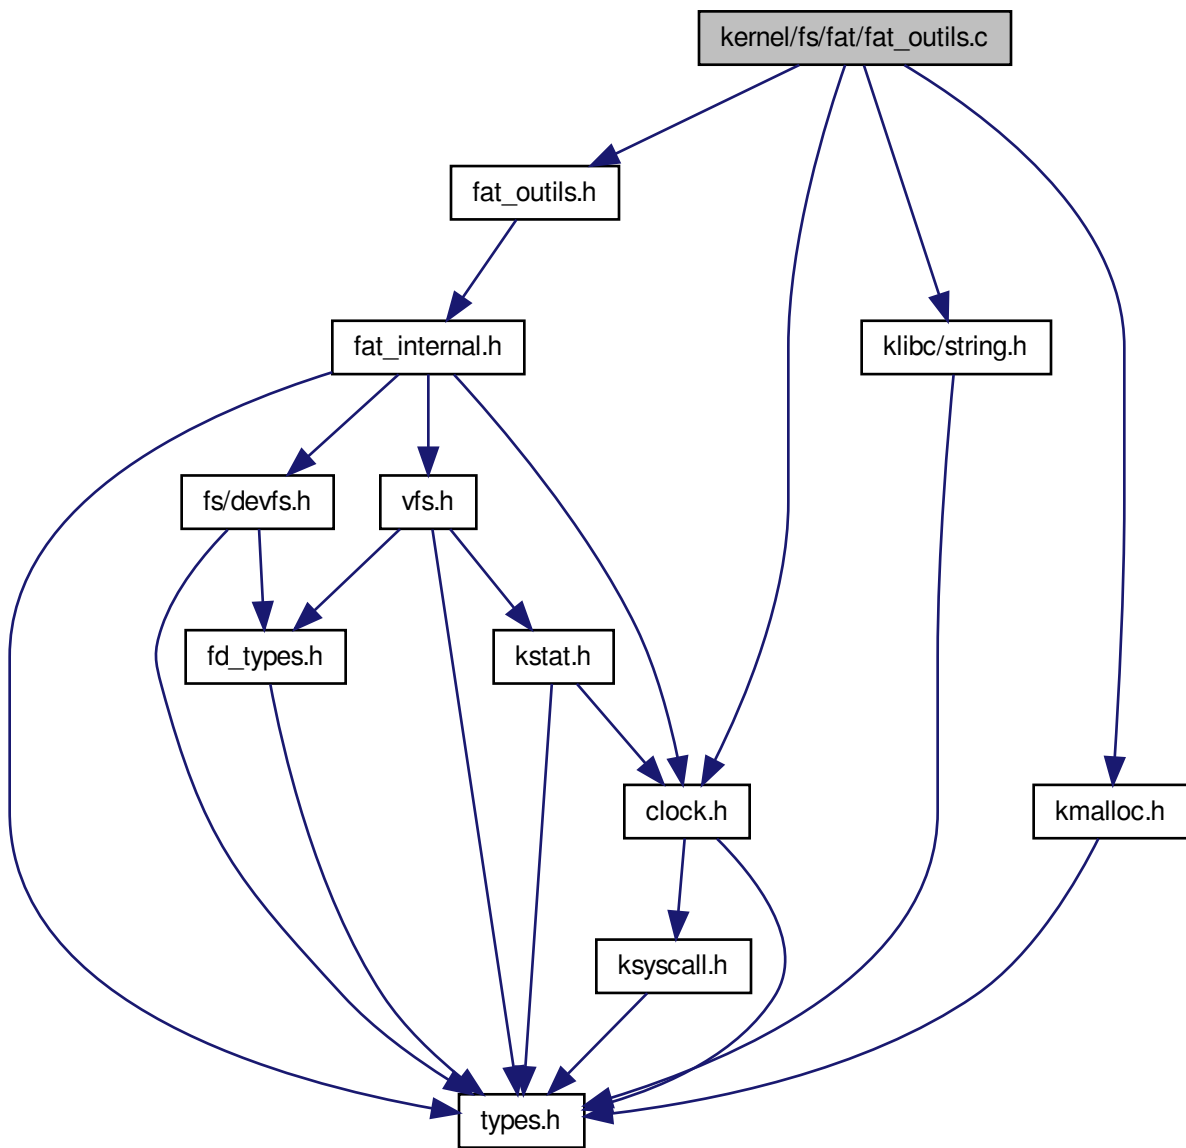 kernel/fs/fat/fat_outils.c
fat_outils.h
fat_internal.h
klibc/string.h
fs/devfs.h
vfs.h
fd_types.h
kstat.h
clock.h
kmalloc.h
ksyscall.h
types.h